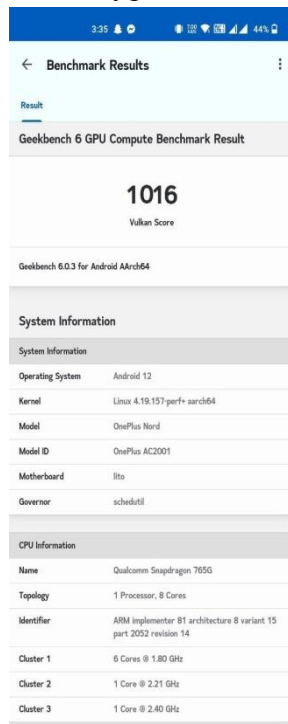 3:35 44%
← Benchmark Results
Result
Geekbench 6 GPU Compute Benchmark Result
1016
Vulkan Score
Geekbench 6.0.3 for Android AArch64
System Information
System Information
Operating System Android 12
Kernel Linux 4.19.157-perf+ aarch64
Model OnePlus Nord
Model ID OnePlus AC2001
Motherboard lito
Governor schedutil
CPU Information
Name Qualcomm Snapdragon 765G
Topology 1 Processor, 8 Cores
Identifier ARM implementer 81 architecture 8 variant 15
part 2052 revision 14
Cluster 1 6 Cores @ 1.80 GHz
Cluster 2 1 Core @ 2.21 GHz
Cluster 3 1 Core @ 2.40 GHz